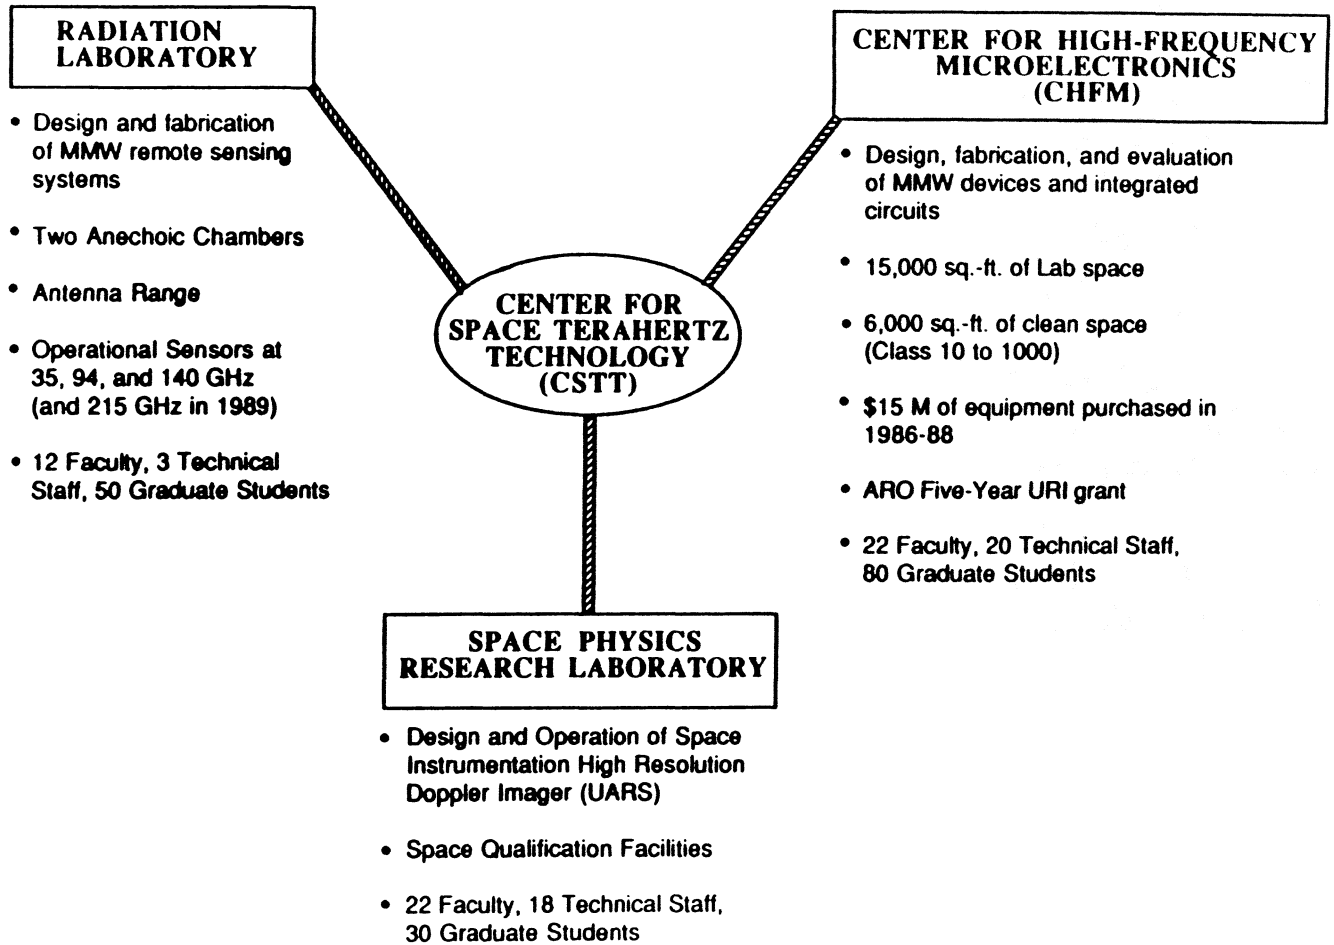 RADIATION
LABORATORY
• Design and fabrication
of MMW remote sensing
systems
• Two Anechoic Chambers
• Antenna Range
• Operational Sensors at
35, 94, and 140 GHz
(and 215 GHz in 1989)
• 12 Faculty, 3 Technical
Staff, 50 Graduate Students
CENTER FOR HIGH-FREQUENCY
MICROELECTRONICS
(CHFM)
• Design, fabrication, and evaluation
of MMW devices and integrated
circuits
• 15,000 sq.-ft. of Lab space
• 6,000 sq.-ft. of clean space
(Class 10 to 1000)
• $15 M of equipment purchased in
1986-88
• ARO Five-Year URI grant
• 22 Faculty, 20 Technical Staff,
80 Graduate Students
CENTER FOR
SPACE TERAHERTZ
TECHNOLOGY
(CSTT)
SPACE PHYSICS
RESEARCH LABORATORY
• Design and Operation of Space
Instrumentation High Resolution
Doppler Imager (UARS)
• Space Qualification Facilities
• 22 Faculty, 18 Technical Staff,
30 Graduate Students